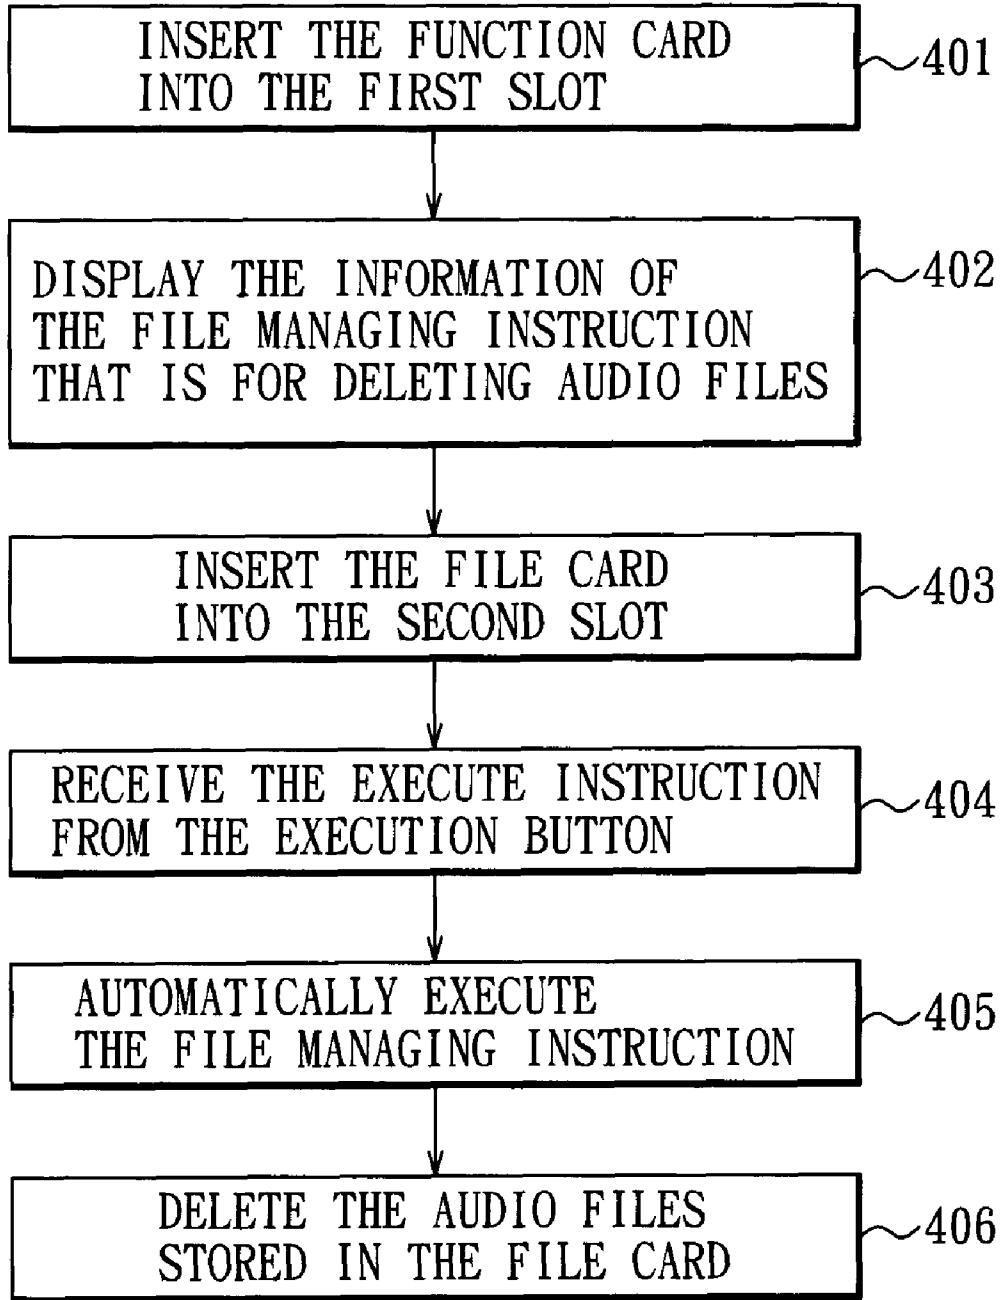 INSERT THE FUNCTION CARD
INTO THE FIRST SLOT
401
DISPLAY THE INFORMATION OF
THE FILE MANAGING INSTRUCTION
THAT IS FOR DELETING AUDIO FILES
402
INSERT THE FILE CARD
INTO THE SECOND SLOT
403
RECEIVE THE EXECUTE INSTRUCTION
FROM THE EXECUTION BUTTON
404
AUTOMATICALLY EXECUTE
THE FILE MANAGING INSTRUCTION
405
DELETE THE AUDIO FILES
STORED IN THE FILE CARD
406